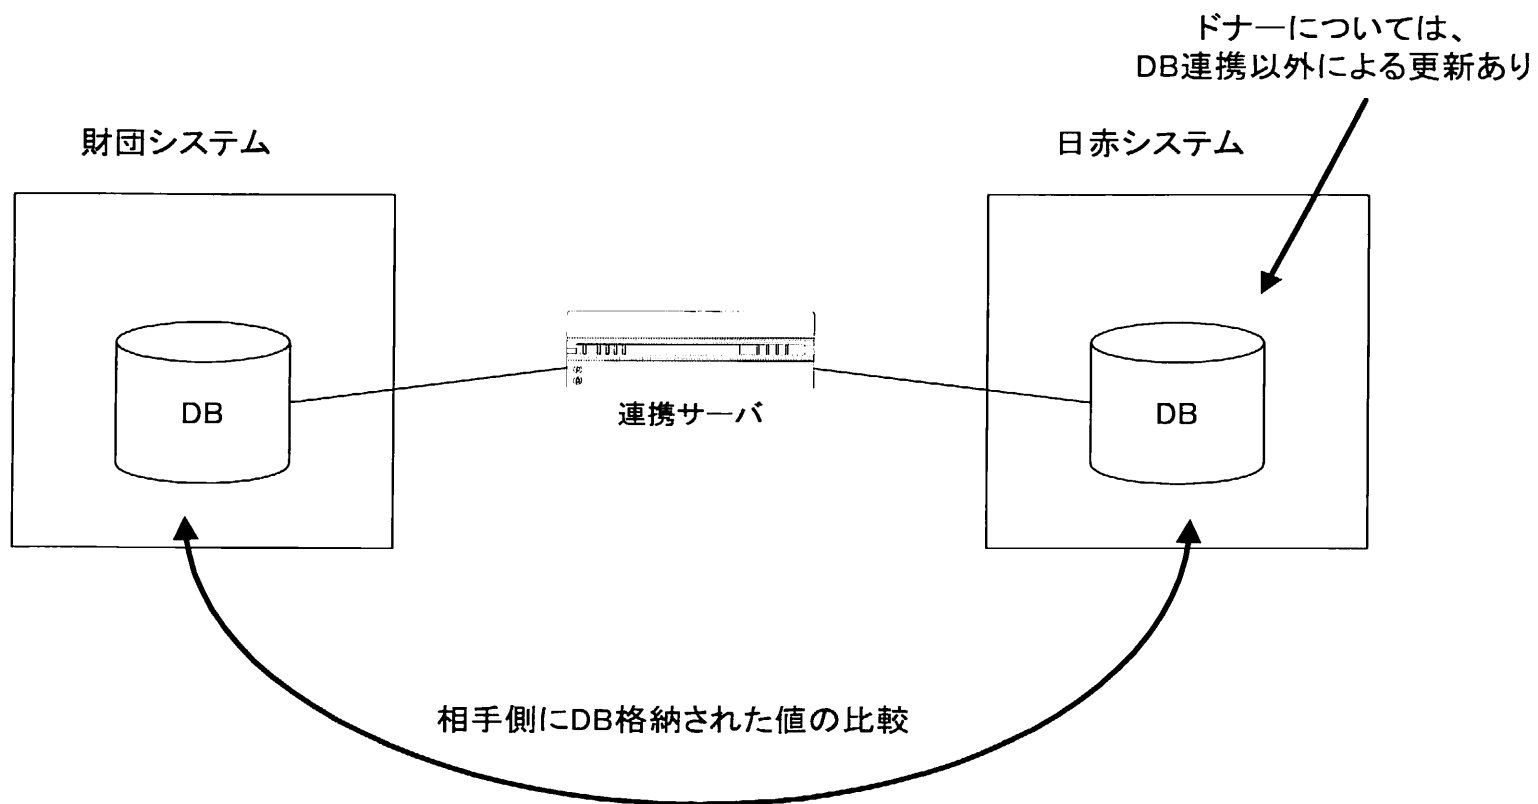 ドナーについては、
DB連携以外による更新あり
財団システム
日赤システム
DB
連携サーバ
DB
相手側にDB格納された値の比較